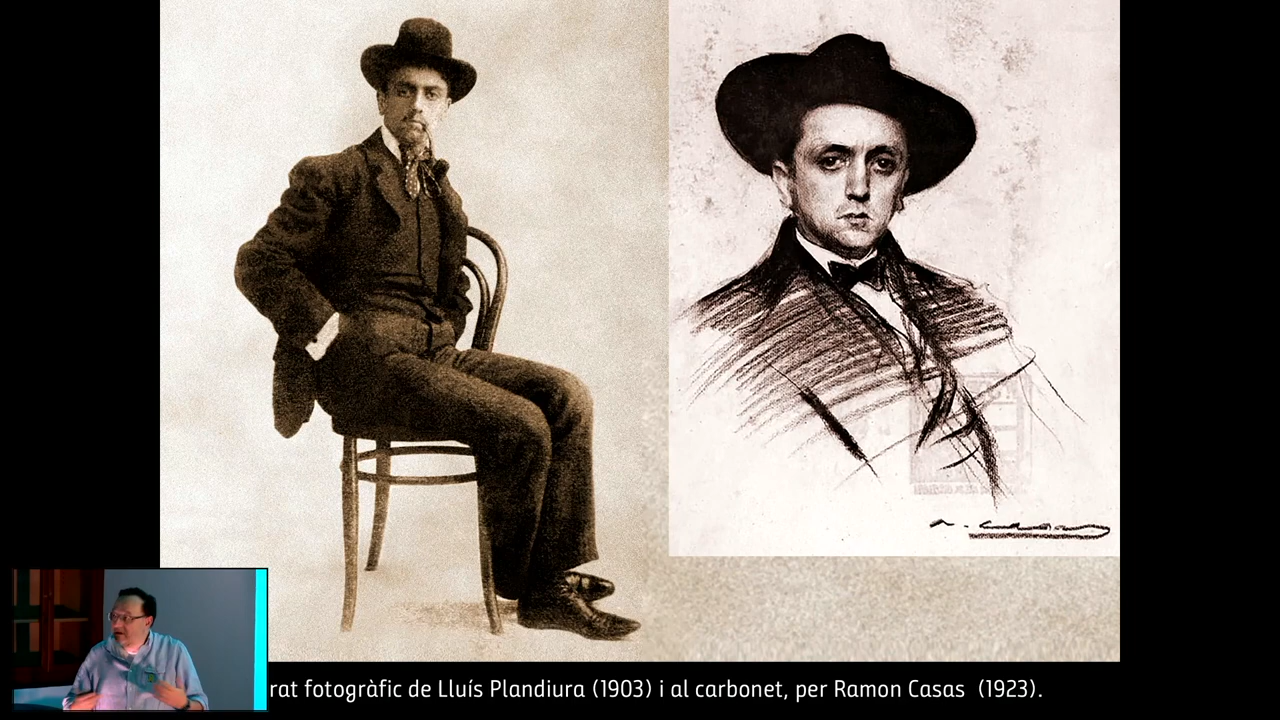 rat fotogràfic de Lluís Plandiura (1903) i al carbonet, per Ramon Casas (1923).